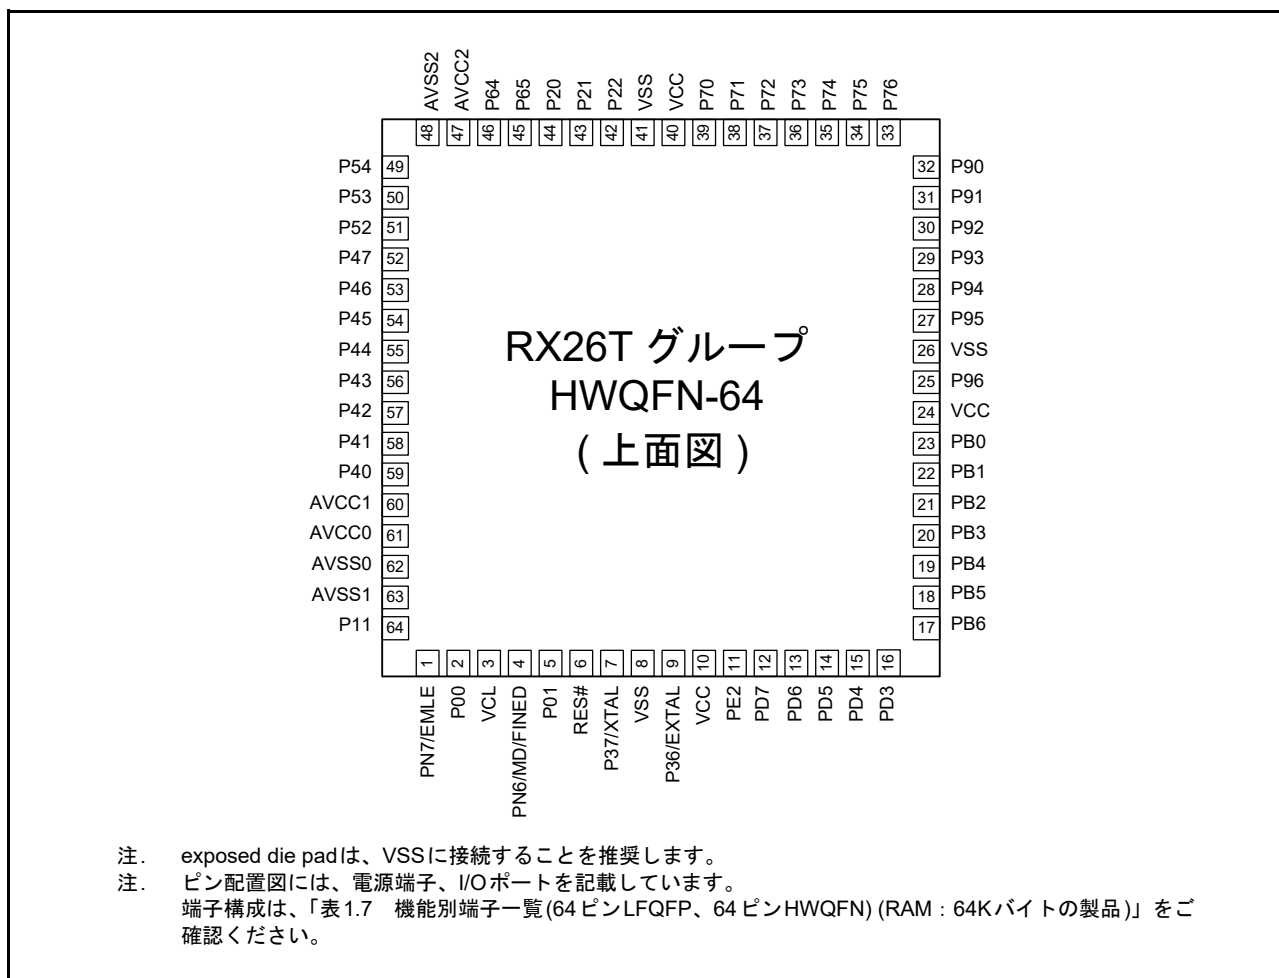 AVSS2 AVCC2 P64 P65 P20 P21 P22 VSS VCC P70 P71 P72 P73 P74 P75 P76
48 47 46 45 44 43 42 41 40 39 38 37 36 35 34 33
P54 49 32 P90
P53 50 31 P91
P52 51 30 P92
P47 52 29 P93
P46 53 28 P94
P45 54 27 P95
P44 55 26 VSS
P43 56 25 P96
P42 57 24 VCC
P41 58 23 PB0
P40 59 22 PB1
AVCC1 60 21 PB2
AVCC0 61 20 PB3
AVSS0 62 19 PB4
AVSS1 63 18 PB5
P11 64 17 PB6
RX26T グループ
HWQFN-64
( 上面図 )
1 2 3 4 5 6 7 8 9 10 11 12 13 14 15 16
PN7/EMLE P00 VCL PN6/MD/FINED P01 RES# P37/XTAL VSS P36/EXTAL VCC PE2 PD7 PD6 PD5 PD4 PD3
注. exposed die padは、VSSに接続することを推奨します。
注. ピン配置図には、電源端子、I/Oポートを記載しています。
端子構成は、「表1.7 機能別端子一覧(64ピンLFQFP、64ピンHWQFN) (RAM：64Kバイトの製品)」をご
確認ください。